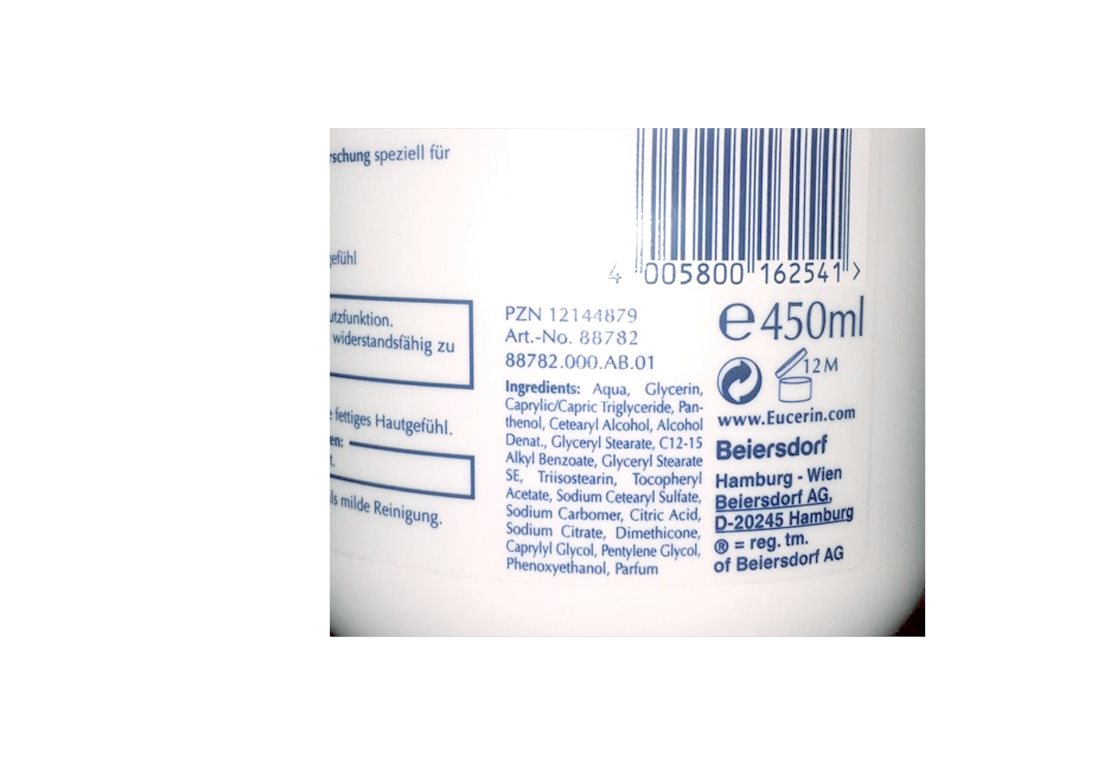 rschung speziell für
gefühl
utzfunktion.
widerstandsfähig zu
e fettiges Hautgefühl.
en:
t.
ls milde Reinigung.
4 005800 162541 >
PZN 12144879
Art.-No. 88782
88782.000.AB.01
Ingredients: Aqua, Glycerin,
Caprylic/Capric Triglyceride, Pan-
thenol, Cetearyl Alcohol, Alcohol
Denat., Glyceryl Stearate, C12-15
Alkyl Benzoate, Glyceryl Stearate
SE, Triisostearin, Tocopheryl
Acetate, Sodium Cetearyl Sulfate,
Sodium Carbomer, Citric Acid,
Sodium Citrate, Dimethicone,
Caprylyl Glycol, Pentylene Glycol,
Phenoxyethanol, Parfum
e 450ml
12M
www.Eucerin.com
Beiersdorf
Hamburg - Wien
Beiersdorf AG,
D-20245 Hamburg
® = reg. tm.
of Beiersdorf AG